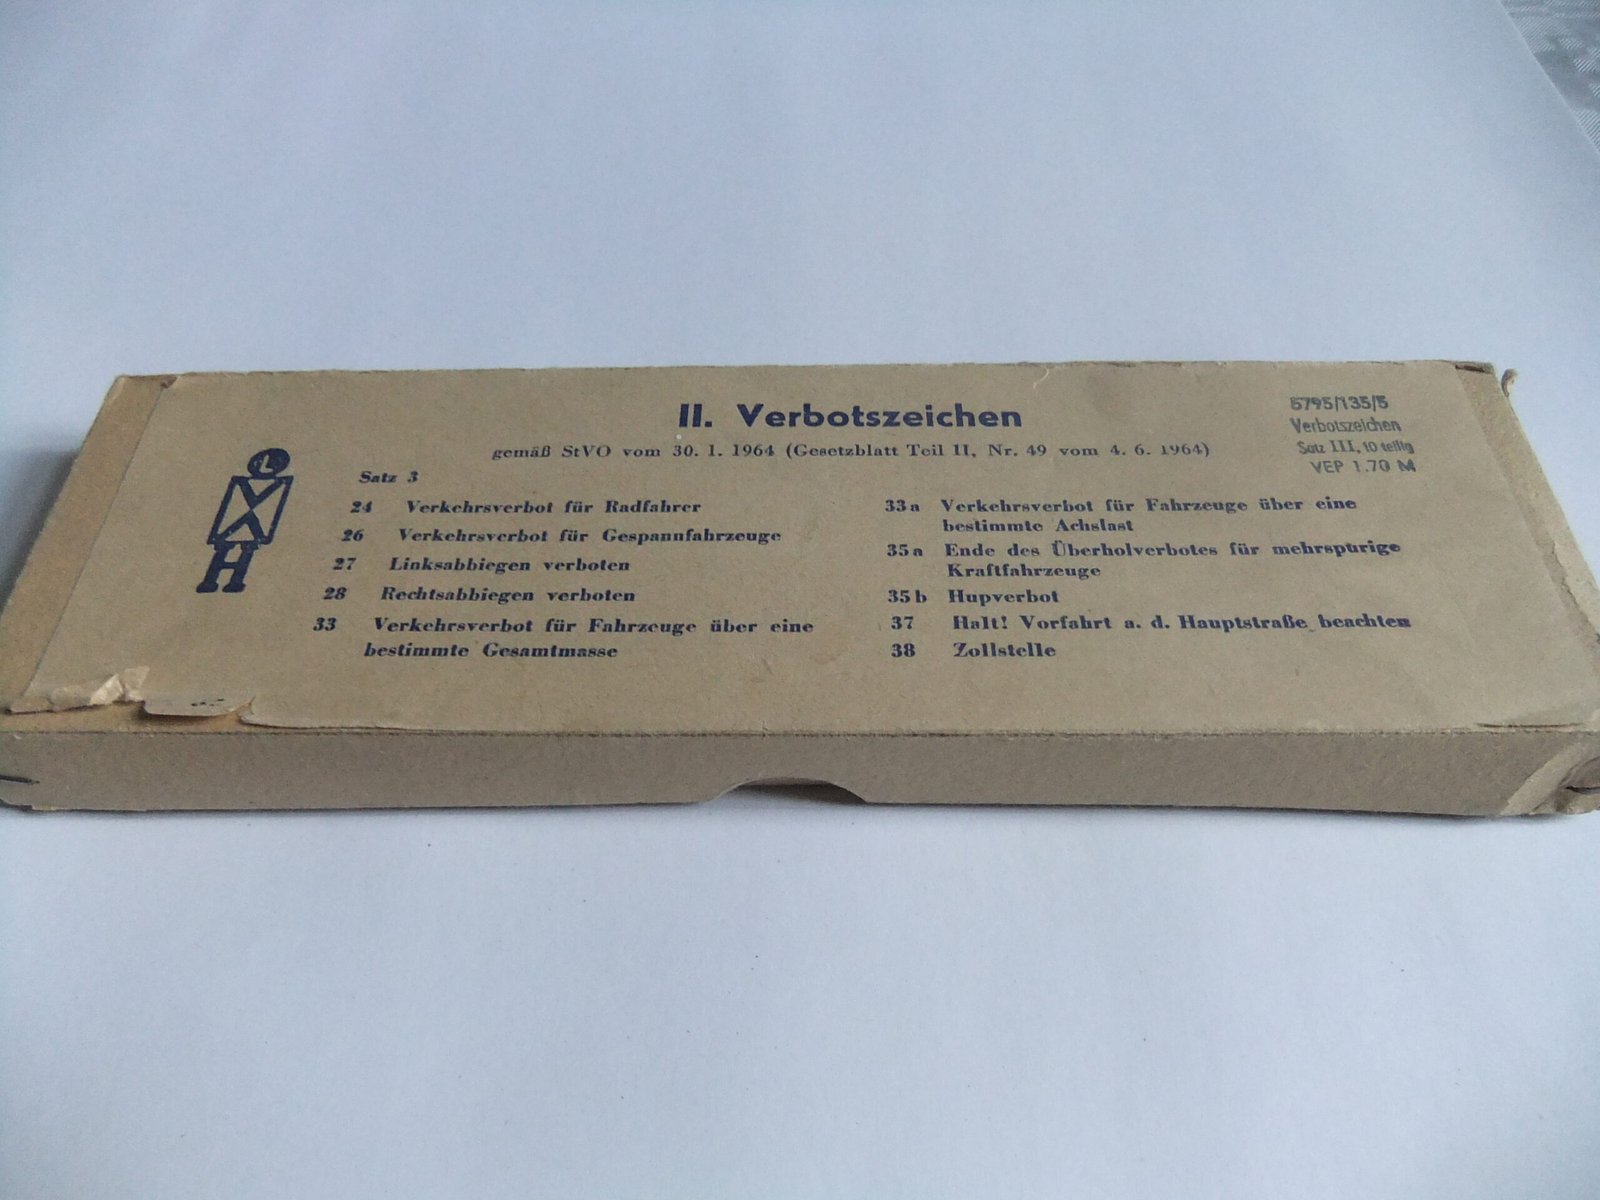 II. Verbotszeichen
gemäß StVO vom 30. 1. 1964 (Gesetzblatt Teil II, Nr. 49 vom 4. 6. 1964)
5795/135/5
Verbotszeichen
Satz III, 10 teilig
VEP 1.70 M
Satz 3
24 Verkehrsverbot für Radfahrer
26 Verkehrsverbot für Gespannfahrzeuge
27 Linksabbiegen verboten
28 Rechtsabbiegen verboten
33 Verkehrsverbot für Fahrzeuge über eine
bestimmte Gesamtmasse
33a Verkehrsverbot für Fahrzeuge über eine
bestimmte Achslast
35a Ende des Überholverbotes für mehrspurige
Kraftfahrzeuge
35b Hupverbot
37 Halt! Vorfahrt a. d. Hauptstraße beachten
38 Zollstelle